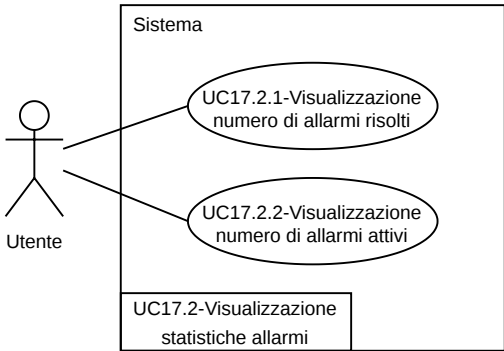 Sistema
UC17.2.1-Visualizzazione
numero di allarmi risolti
UC17.2.2-Visualizzazione
numero di allarmi attivi
Utente
UC17.2-Visualizzazione
statistiche allarmi